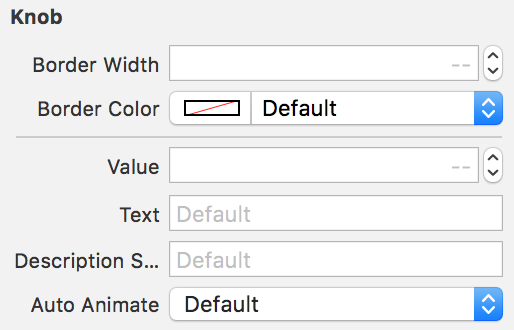 Knob
Border Width --
Border Color Default
Value --
Text Default
Description S... Default
Auto Animate Default